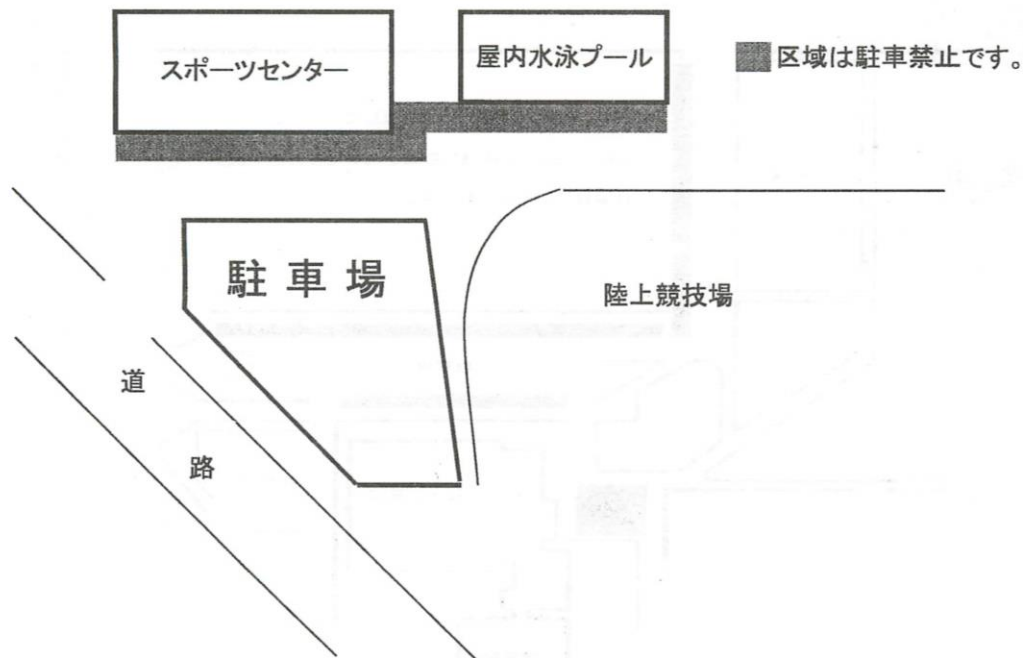 スポーツセンター
屋内水泳プール
区域は駐車禁止です。
駐車場
陸上競技場
道
路